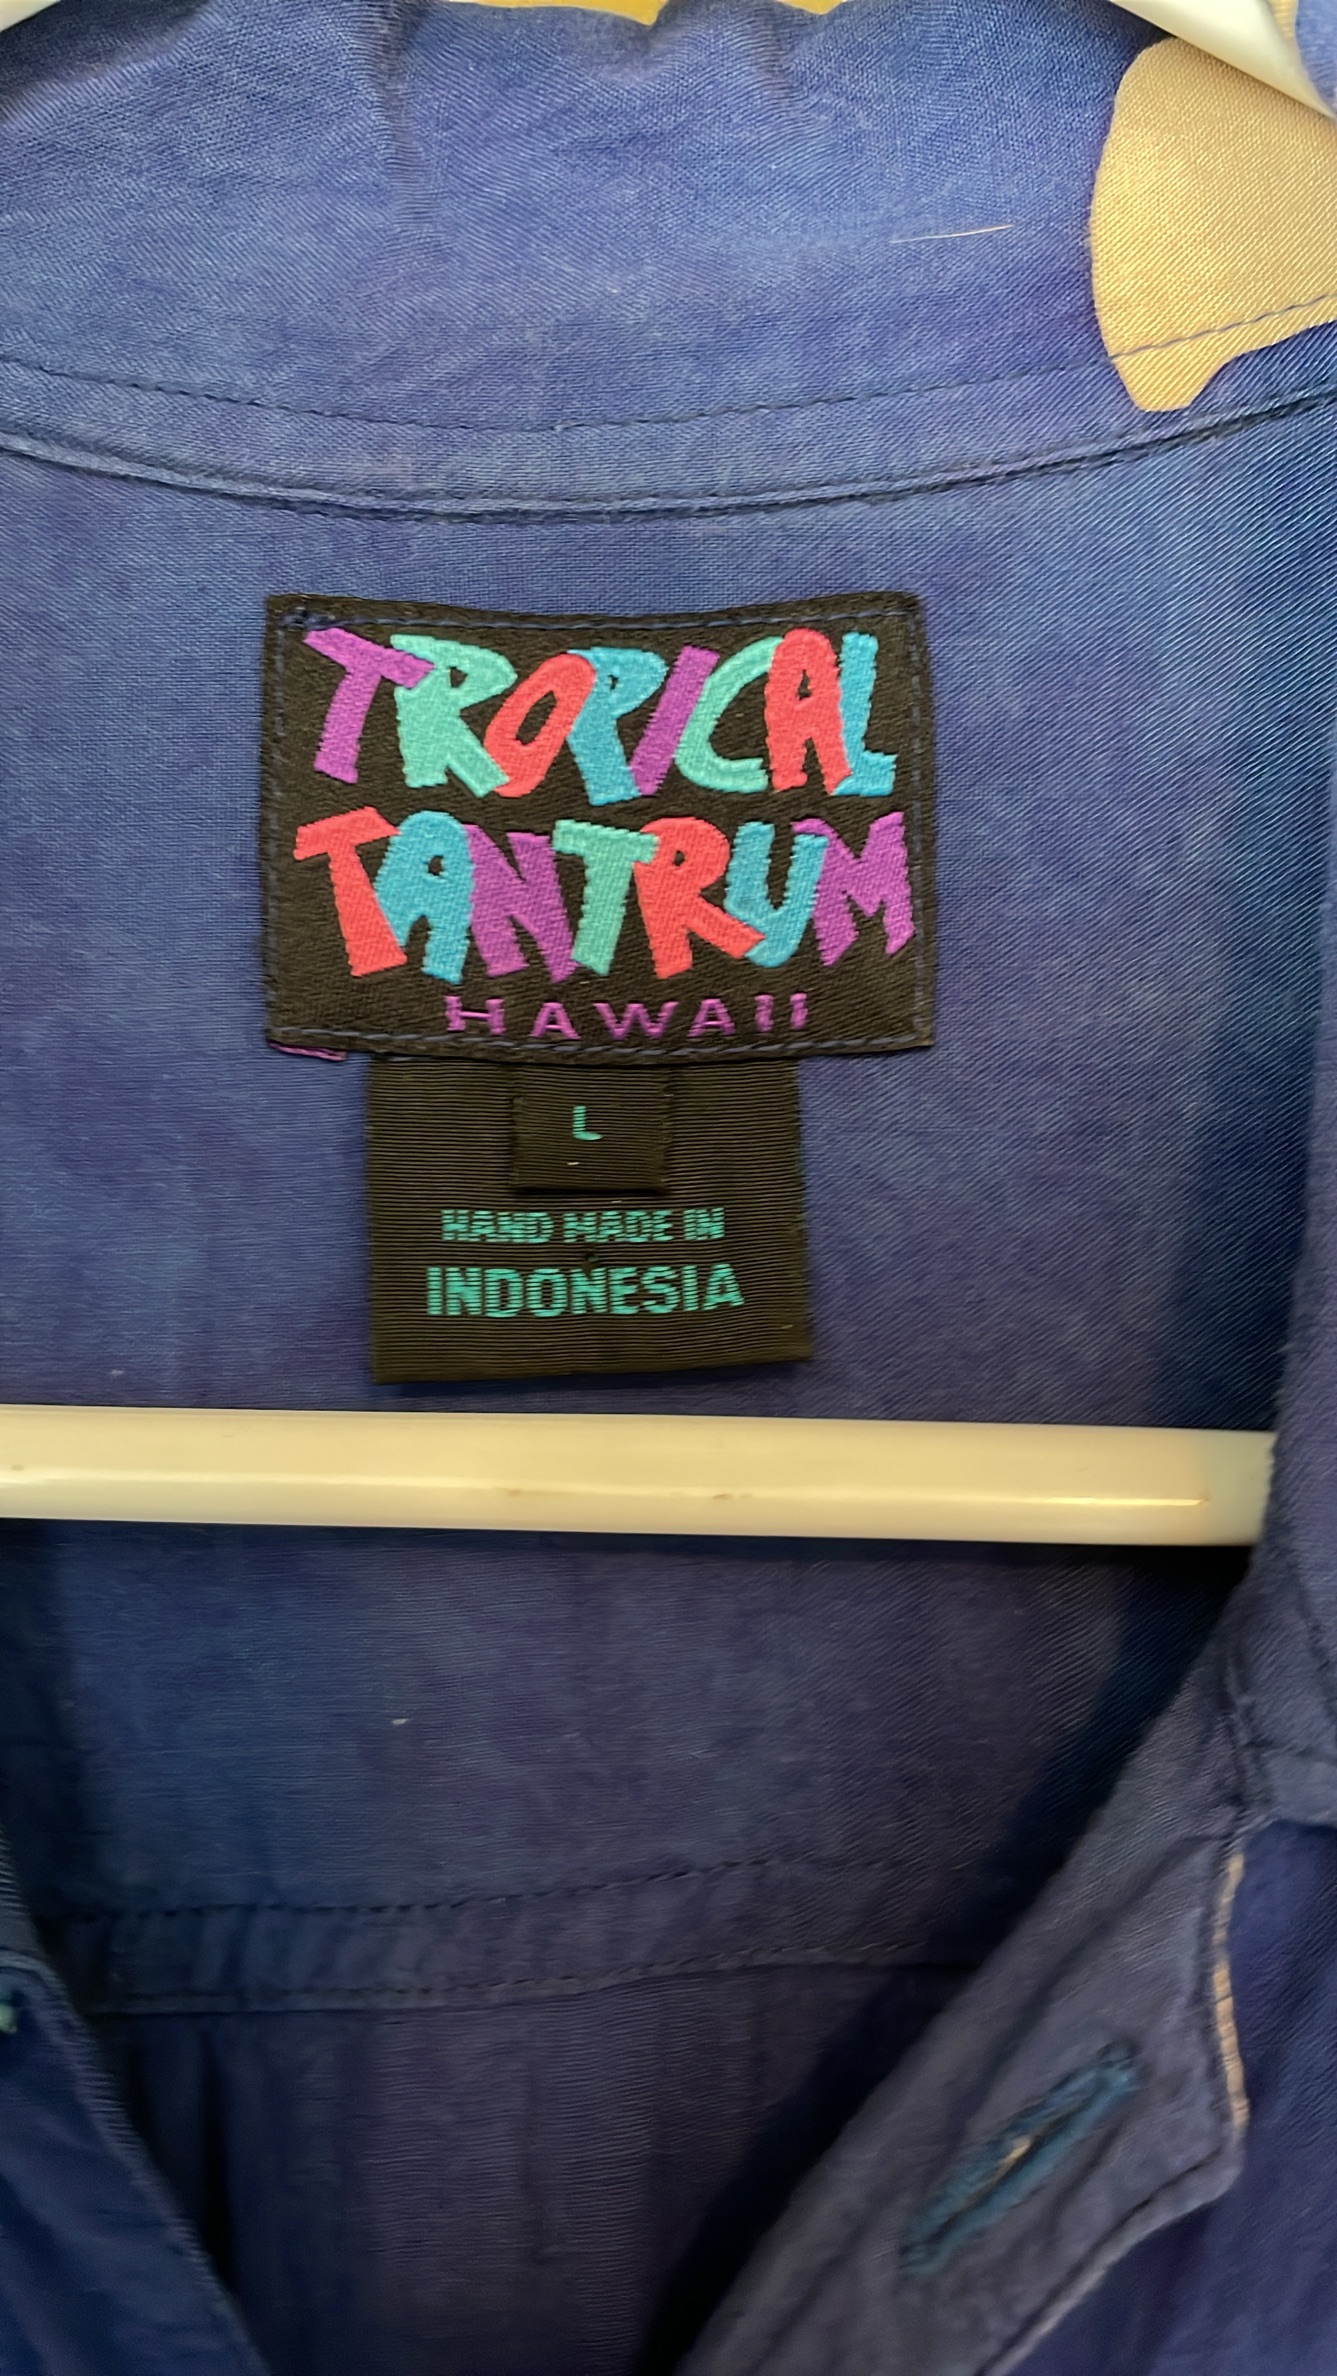 TROPICAL
TANTRUM
HAWAII
L
HAND MADE IN
INDONESIA